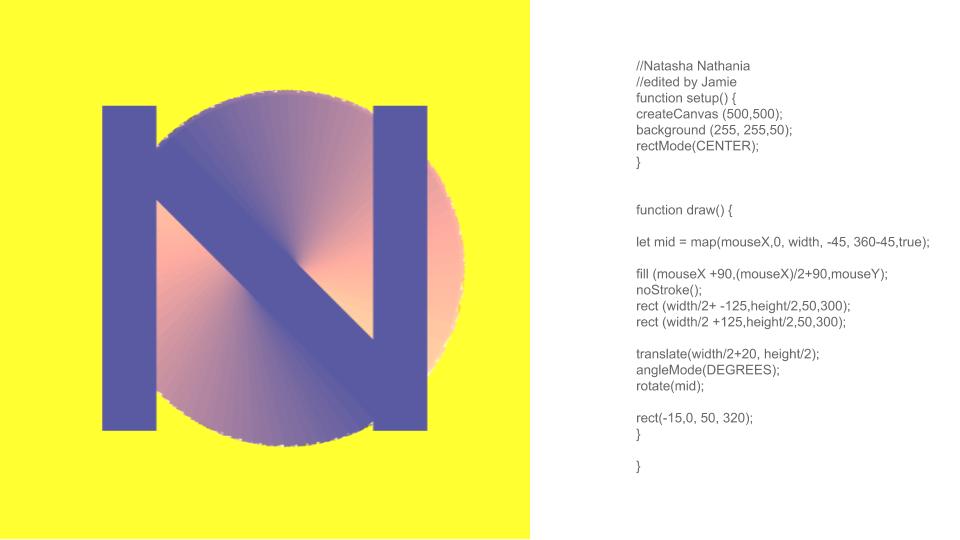 N
//Natasha Nathania
//edited by Jamie
function setup() {
createCanvas (500,500);
background (255, 255,50);
rectMode(CENTER);
}
function draw() {
let mid = map(mouseX,0, width, -45, 360-45,true);
fill (mouseX +90,(mouseX)/2+90,mouseY);
noStroke();
rect (width/2+ -125,height/2,50,300);
rect (width/2 +125,height/2,50,300);
translate(width/2+20, height/2);
angleMode(DEGREES);
rotate(mid);
rect(-15,0, 50, 320);
}
}